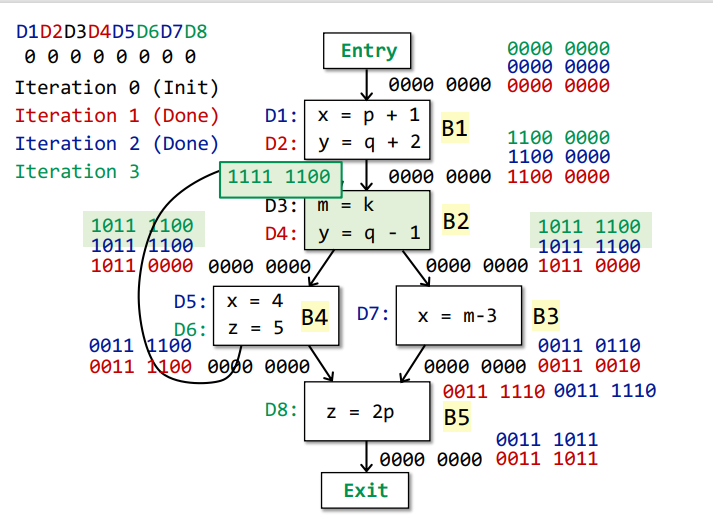 D1D2D3D4D5D6D7D8
0 0 0 0 0 0 0 0
Iteration 0 (Init)
Iteration 1 (Done)
Iteration 2 (Done)
Iteration 3
Entry
0000 0000
0000 0000
0000 0000 0000 0000
D1: x = p + 1
D2: y = q + 2
B1
1100 0000
1100 0000
0000 0000 1100 0000
1111 1100
D3: m = k
D4: y = q - 1
B2
1011 1100
1011 1100
1011 0000 0000 0000
1011 1100
1011 1100
0000 0000 1011 0000
D5: x = 4
D6: z = 5
B4
D7: x = m-3
B3
0011 1100
0011 1100 0000 0000
0011 0110
0000 0000 0011 0010
0011 1110 0011 1110
D8: z = 2p
B5
0011 1011
0000 0000 0011 1011
Exit